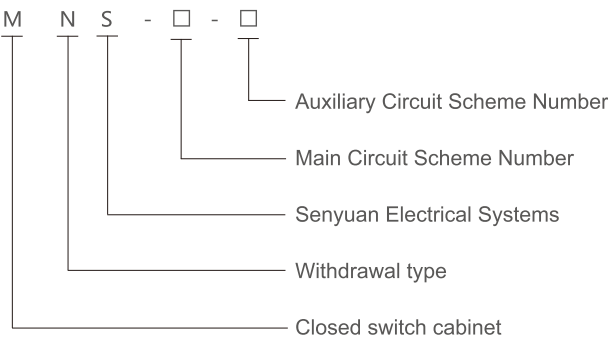 M N S - □ - □
Auxiliary Circuit Scheme Number
Main Circuit Scheme Number
Senyuan Electrical Systems
Withdrawal type
Closed switch cabinet